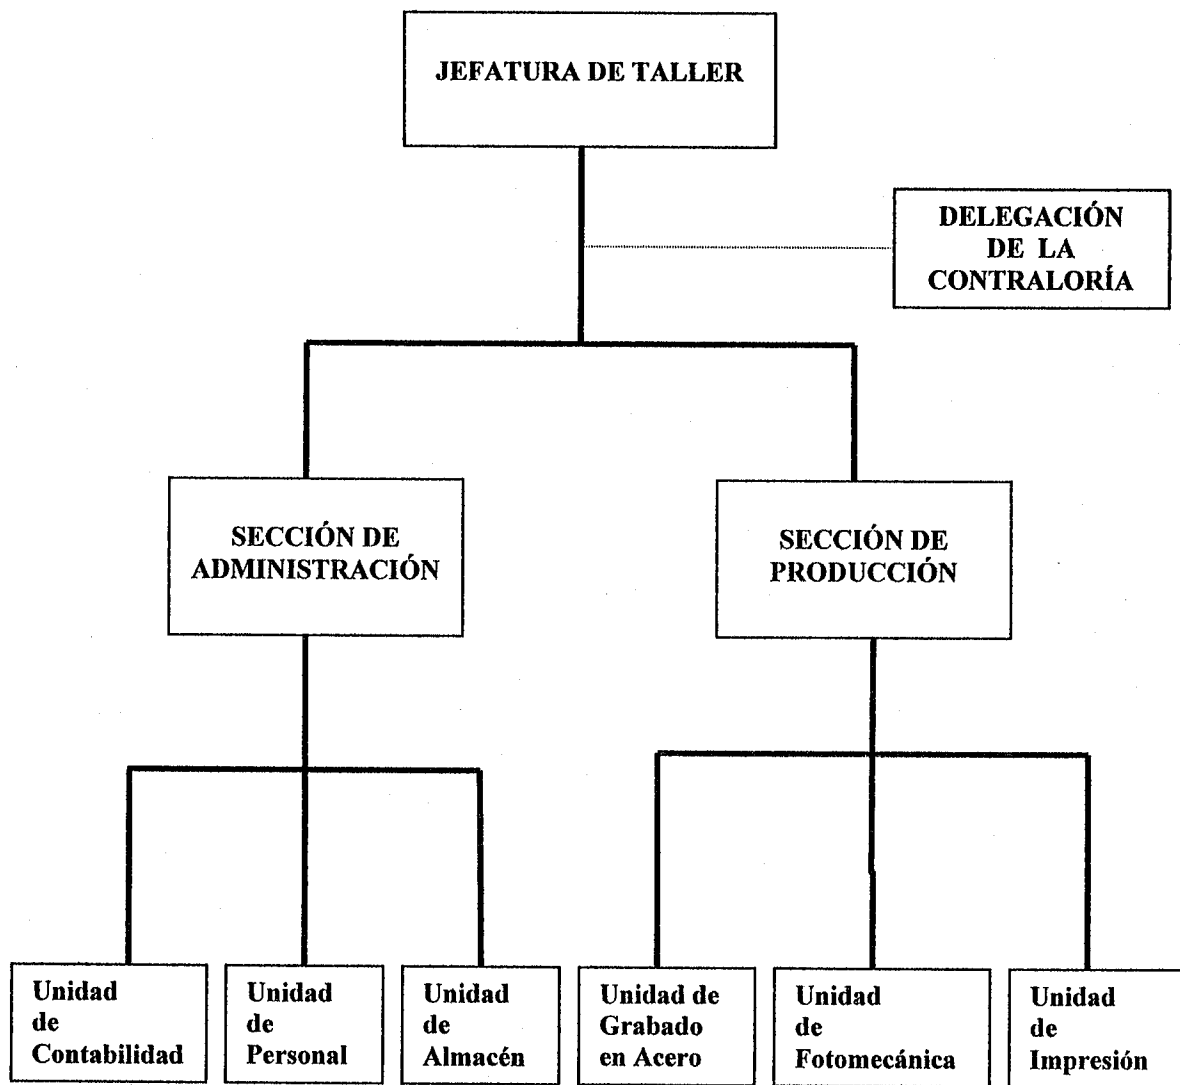 JEFATURA DE TALLER
DELEGACIÓN
DE LA
CONTRALORÍA
SECCIÓN DE
ADMINISTRACIÓN
SECCIÓN DE
PRODUCCIÓN
Unidad
de
Contabilidad
Unidad
de
Personal
Unidad
de
Almacén
Unidad de
Grabado
en Acero
Unidad
de
Fotomecánica
Unidad
de
Impresión